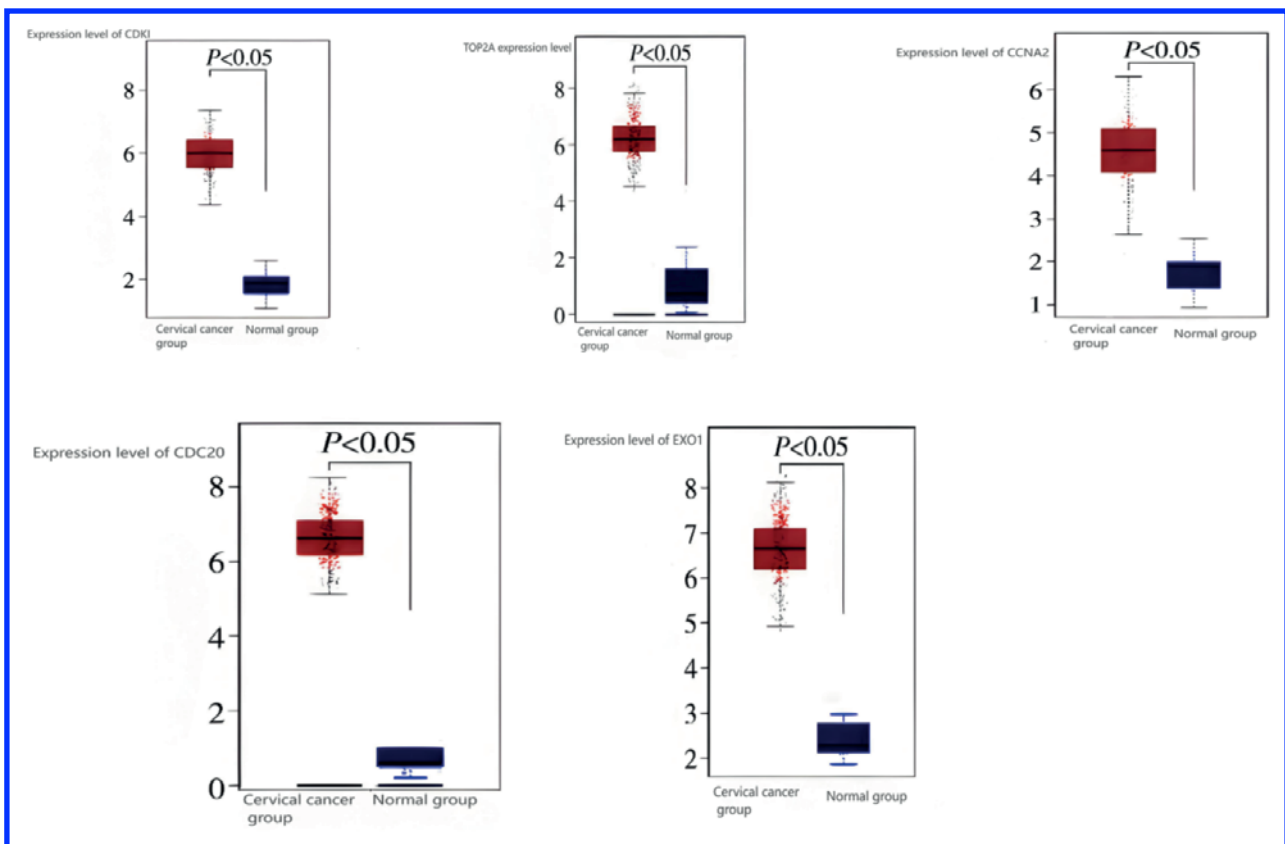 Expression level of CDKI
P<0.05
8
6
4
2
Cervical cancer group
Normal group
TOP2A expression level
P<0.05
8
6
4
2
0
Cervical cancer group
Normal group
Expression level of CCNA2
P<0.05
6
5
4
3
2
1
Cervical cancer group
Normal group
Expression level of CDC20
P<0.05
8
6
4
2
0
Cervical cancer group
Normal group
Expression level of EXO1
P<0.05
8
7
6
5
4
3
2
Cervical cancer group
Normal group